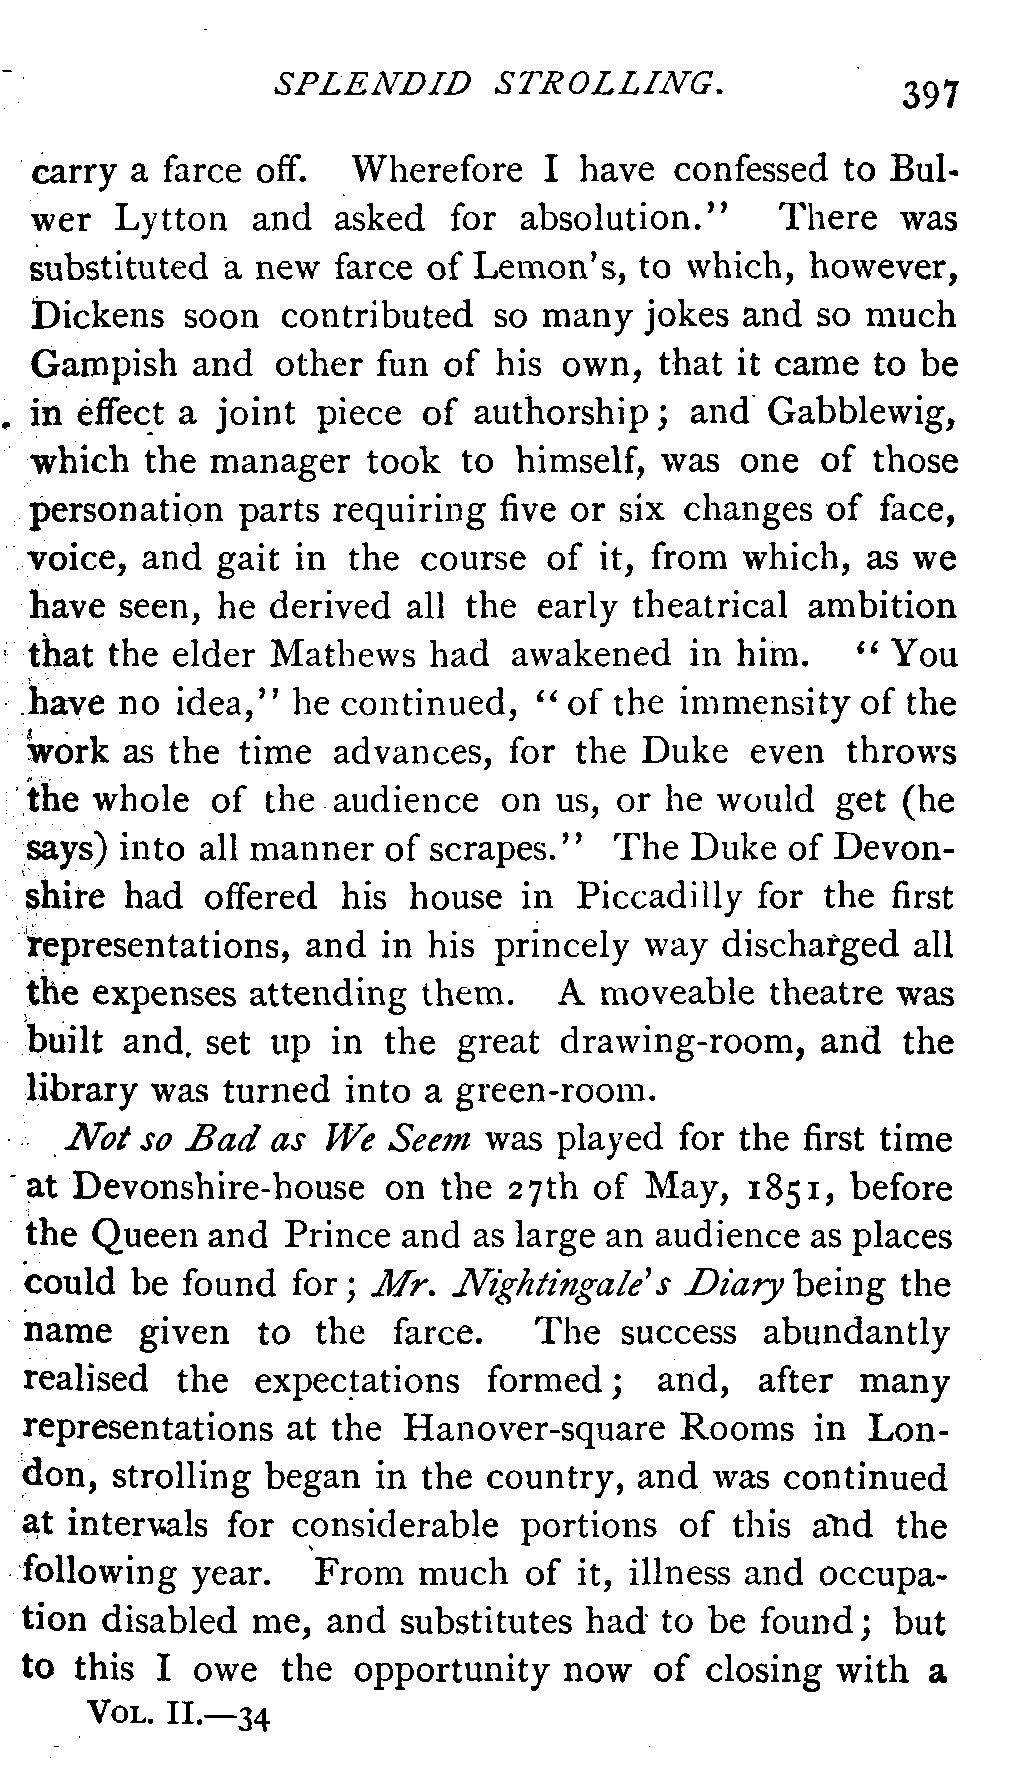 SPLENDID STROLLING. 397
carry a farce off. Wherefore I have confessed to Bul-
wer Lytton and asked for absolution." There was
substituted a new farce of Lemon's, to which, however,
Dickens soon contributed so many jokes and so much
Gampish and other fun of his own, that it came to be
in effect a joint piece of authorship; and Gabblewig,
which the manager took to himself, was one of those
personation parts requiring five or six changes of face,
voice, and gait in the course of it, from which, as we
have seen, he derived all the early theatrical ambition
that the elder Mathews had awakened in him. "You
have no idea," he continued, "of the immensity of the
work as the time advances, for the Duke even throws
the whole of the audience on us, or he would get (he
says) into all manner of scrapes." The Duke of Devon-
shire had offered his house in Piccadilly for the first
representations, and in his princely way discharged all
the expenses attending them. A moveable theatre was
built and set up in the great drawing-room, and the
library was turned into a green-room.
Not so Bad as We Seem was played for the first time
at Devonshire-house on the 27th of May, 1851, before
the Queen and Prince and as large an audience as places
could be found for; Mr. Nightingale's Diary being the
name given to the farce. The success abundantly
realised the expectations formed; and, after many
representations at the Hanover-square Rooms in Lon-
don, strolling began in the country, and was continued
at intervals for considerable portions of this and the
following year. From much of it, illness and occupa-
tion disabled me, and substitutes had to be found; but
to this I owe the opportunity now of closing with a
VOL. II.—34